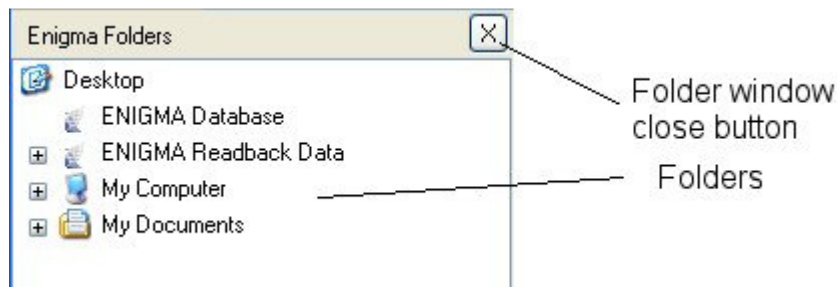 Enigma Folders
X
Desktop
ENIGMA Database
ENIGMA Readback Data
My Computer
My Documents
Folder window
close button
Folders